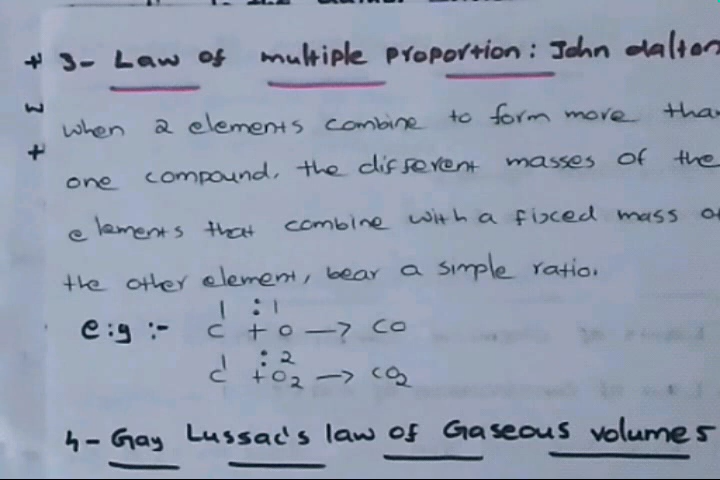 3- Law of multiple proportion: John dalton
when 2 elements combine to form more than
one compound, the different masses of the
elements that combine with a fixed mass of
the other element, bear a simple ratio.
1 : 1
e:g :- C + O —> CO
1 : 2
C + O₂ —> CO₂
4- Gay Lussac's law of Gaseous volumes